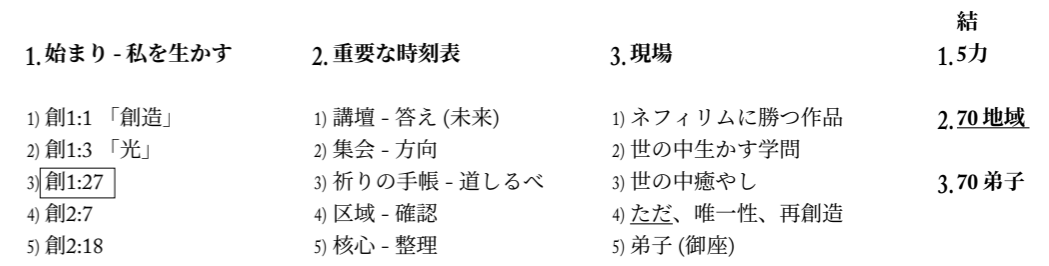 1. 始まり - 私を生かす
1) 創1:1 「創造」
2) 創1:3 「光」
3) 創1:27
4) 創2:7
5) 創2:18
2. 重要な時刻表
1) 講壇 - 答え (未来)
2) 集会 - 方向
3) 祈りの手帳 - 道しるべ
4) 区域 - 確認
5) 核心 - 整理
3. 現場
1) ネフィリムに勝つ作品
2) 世の中生かす学問
3) 世の中癒やし
4) ただ、唯一性、再創造
5) 弟子 (御座)
結
1. 5力
2. 70 地域
3. 70 弟子